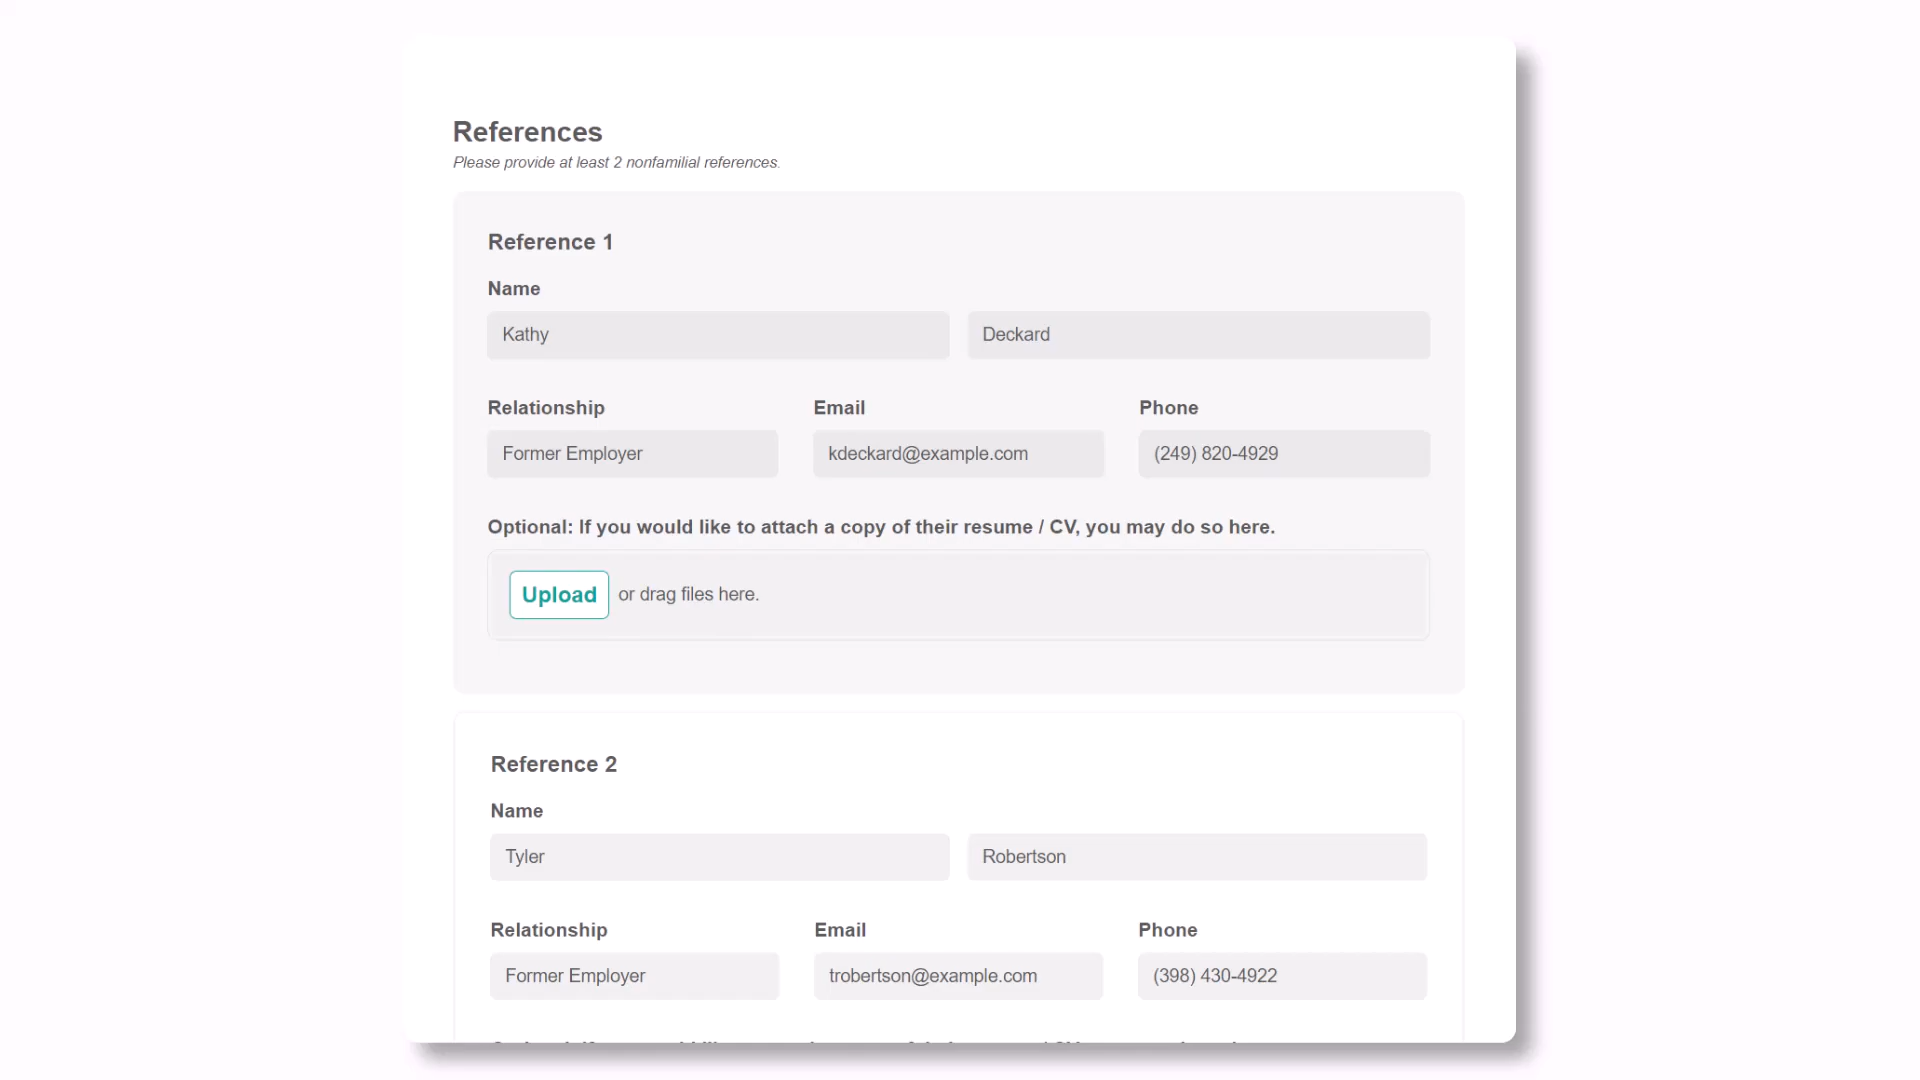 References
Please provide at least 2 nonfamilial references.
Reference 1
Name
Kathy Deckard
Relationship Email Phone
Former Employer kdeckard@example.com (249) 820-4929
Optional: If you would like to attach a copy of their resume / CV, you may do so here.
Upload or drag files here.
Reference 2
Name
Tyler Robertson
Relationship Email Phone
Former Employer trobertson@example.com (398) 430-4922